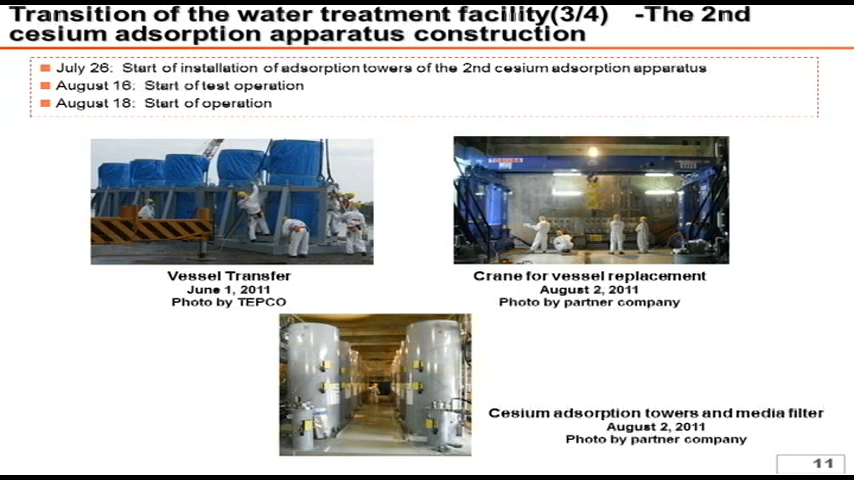 Transition of the water treatment facility(3/4) -The 2nd
cesium adsorption apparatus construction
July 26: Start of installation of adsorption towers of the 2nd cesium adsorption apparatus
August 16: Start of test operation
August 18: Start of operation
TOSHIBA
Vessel Transfer
June 1, 2011
Photo by TEPCO
Crane for vessel replacement
August 2, 2011
Photo by partner company
Cesium adsorption towers and media filter
August 2, 2011
Photo by partner company
11